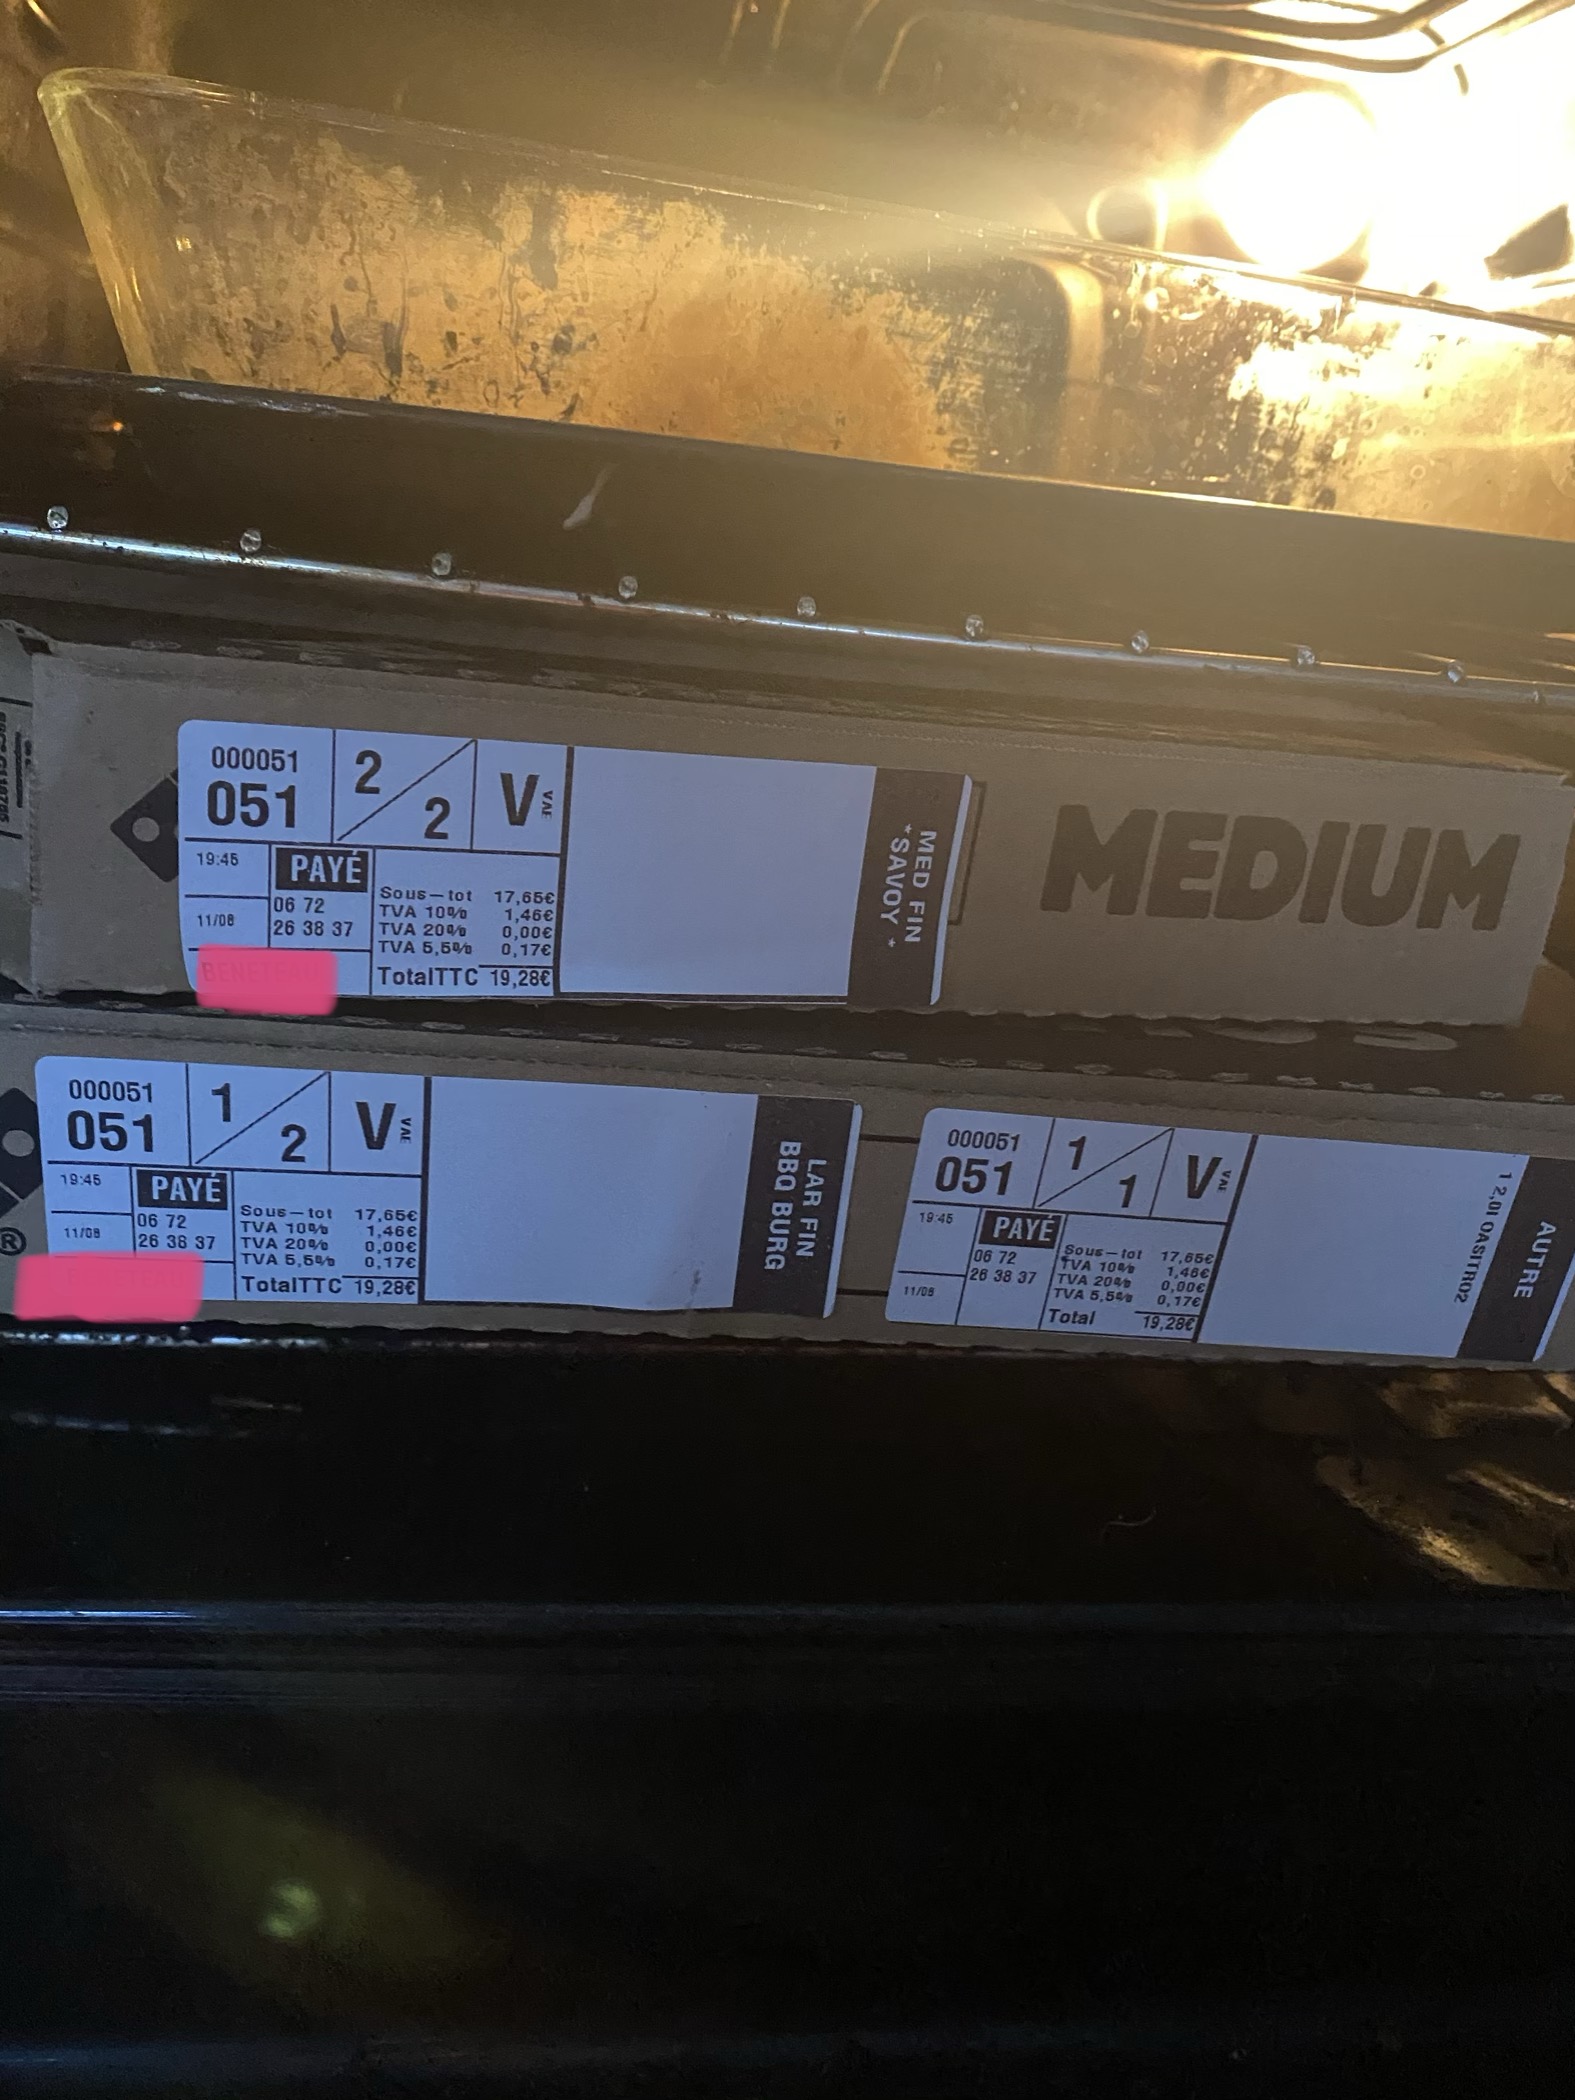 000051
051
2/2
V
VAE
19:45
PAYÉ
11/08
06 72
26 38 37
Sous-tot 17,65€
TVA 10% 1,46€
TVA 20% 0,00€
TVA 5,5% 0,17€
TotalTTC 19,28€
MED FIN
*SAVOY *
MEDIUM
000051
051
1/2
V
VAE
19:45
PAYÉ
11/08
06 72
26 38 37
Sous-tot 17,65€
TVA 10% 1,46€
TVA 20% 0,00€
TVA 5,5% 0,17€
TotalTTC 19,28€
LAR FIN
BBQ BURG
®
000051
051
1/1
V
VAE
19:45
PAYÉ
11/08
06 72
26 38 37
Sous-tot 17,65€
TVA 10% 1,46€
TVA 20% 0,00€
TVA 5,5% 0,17€
Total 19,28€
AUTRE
1 2,0l OASITRO2